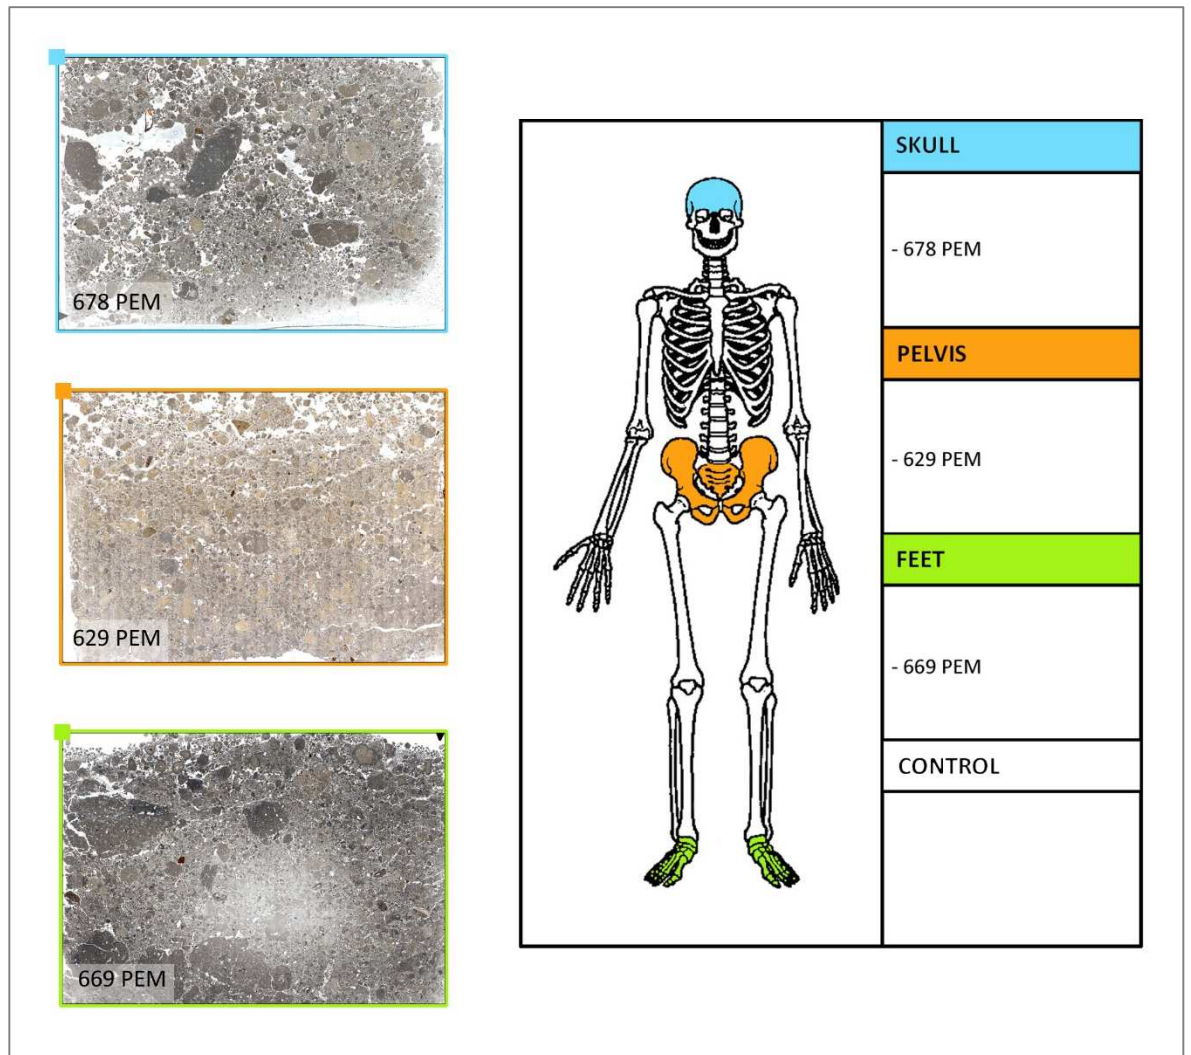 678 PEM
629 PEM
669 PEM
SKULL
- 678 PEM
PELVIS
- 629 PEM
FEET
- 669 PEM
CONTROL